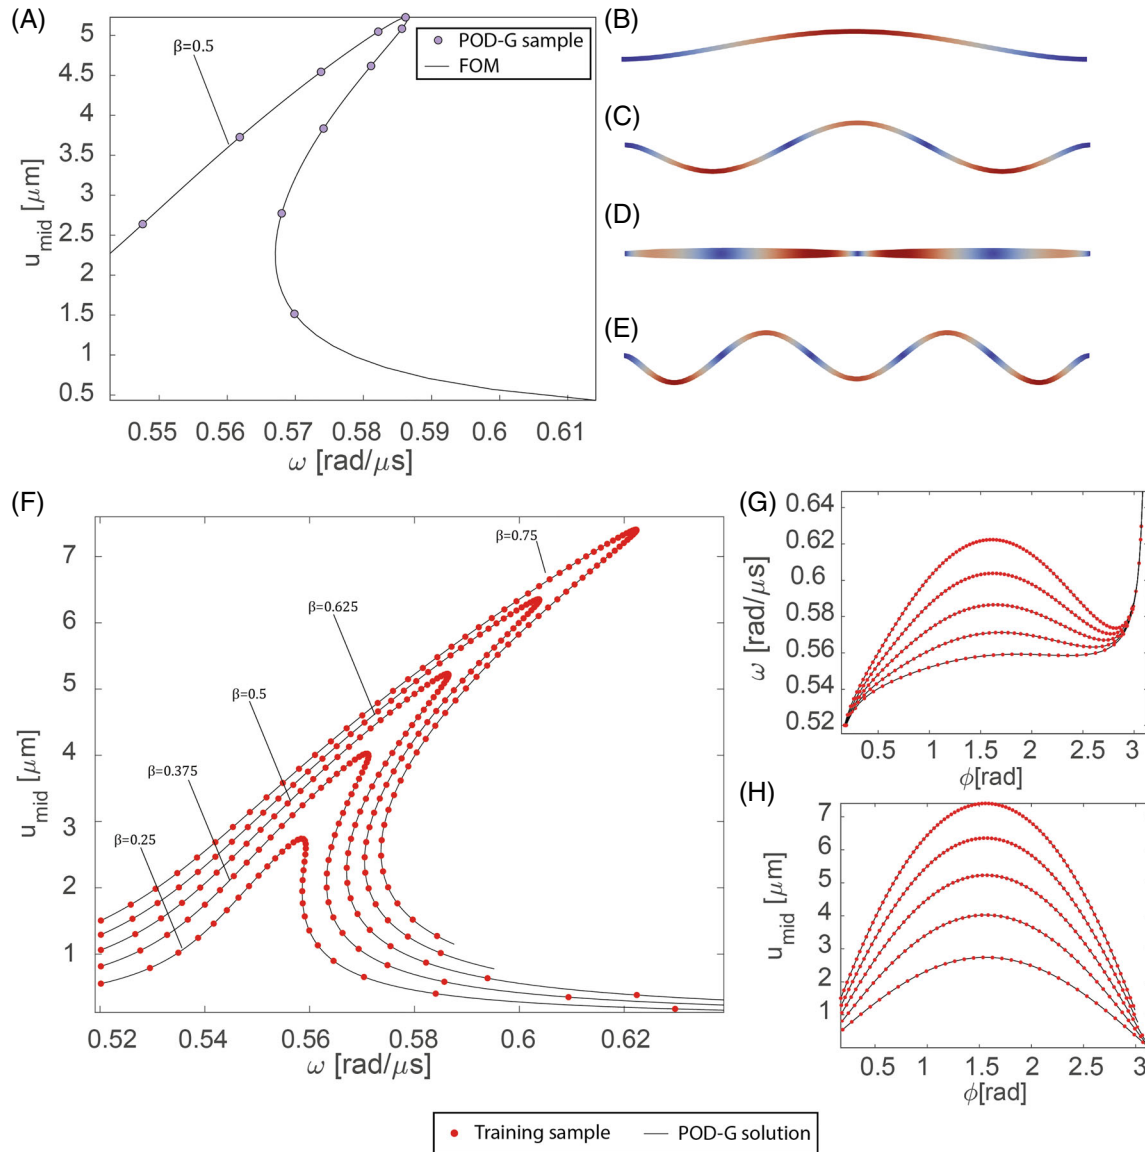 (A)
5
4.5
4
3.5
3
2.5
2
1.5
1
0.5
u_mid [μm]
β=0.5
POD-G sample
FOM
0.55 0.56 0.57 0.58 0.59 0.6 0.61
ω [rad/μs]
(B)
(C)
(D)
(E)
(F)
7
6
5
4
3
2
1
u_mid [μm]
β=0.75
β=0.625
β=0.5
β=0.375
β=0.25
0.52 0.54 0.56 0.58 0.6 0.62
ω [rad/μs]
(G)
0.64
0.62
0.6
0.58
0.56
0.54
0.52
ω [rad/μs]
0.5 1 1.5 2 2.5 3
ϕ[rad]
(H)
7
6
5
4
3
2
1
u_mid [μm]
0.5 1 1.5 2 2.5 3
ϕ[rad]
Training sample POD-G solution